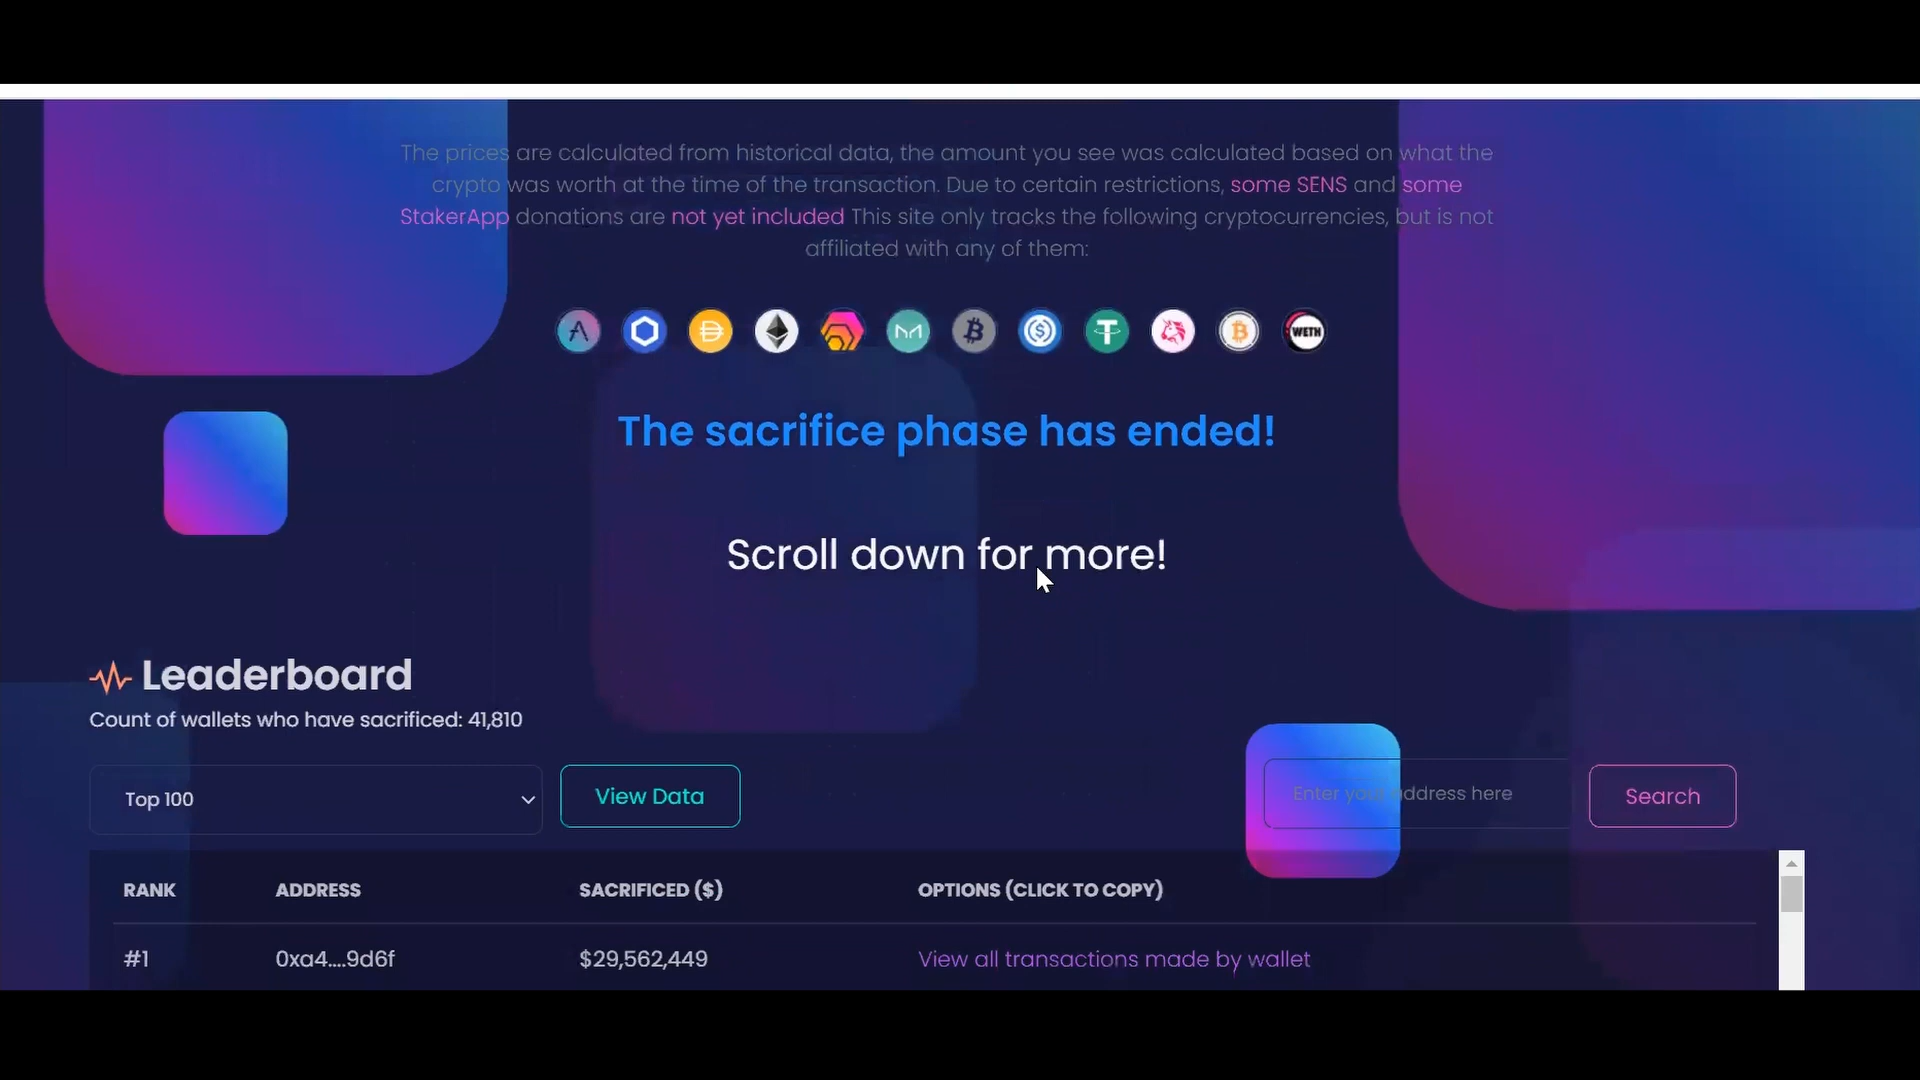 The prices are calculated from historical data, the amount you see was calculated based on what the
crypto was worth at the time of the transaction. Due to certain restrictions, some SENS and some
StakerApp donations are not yet included This site only tracks the following cryptocurrencies, but is not
affiliated with any of them:
WETH
The sacrifice phase has ended!
Scroll down for more!
Leaderboard
Count of wallets who have sacrificed: 41,810
Top 100
View Data
Enter your address here
Search
RANK ADDRESS SACRIFICED ($) OPTIONS (CLICK TO COPY)
#1 0xa4....9d6f $29,562,449 View all transactions made by wallet